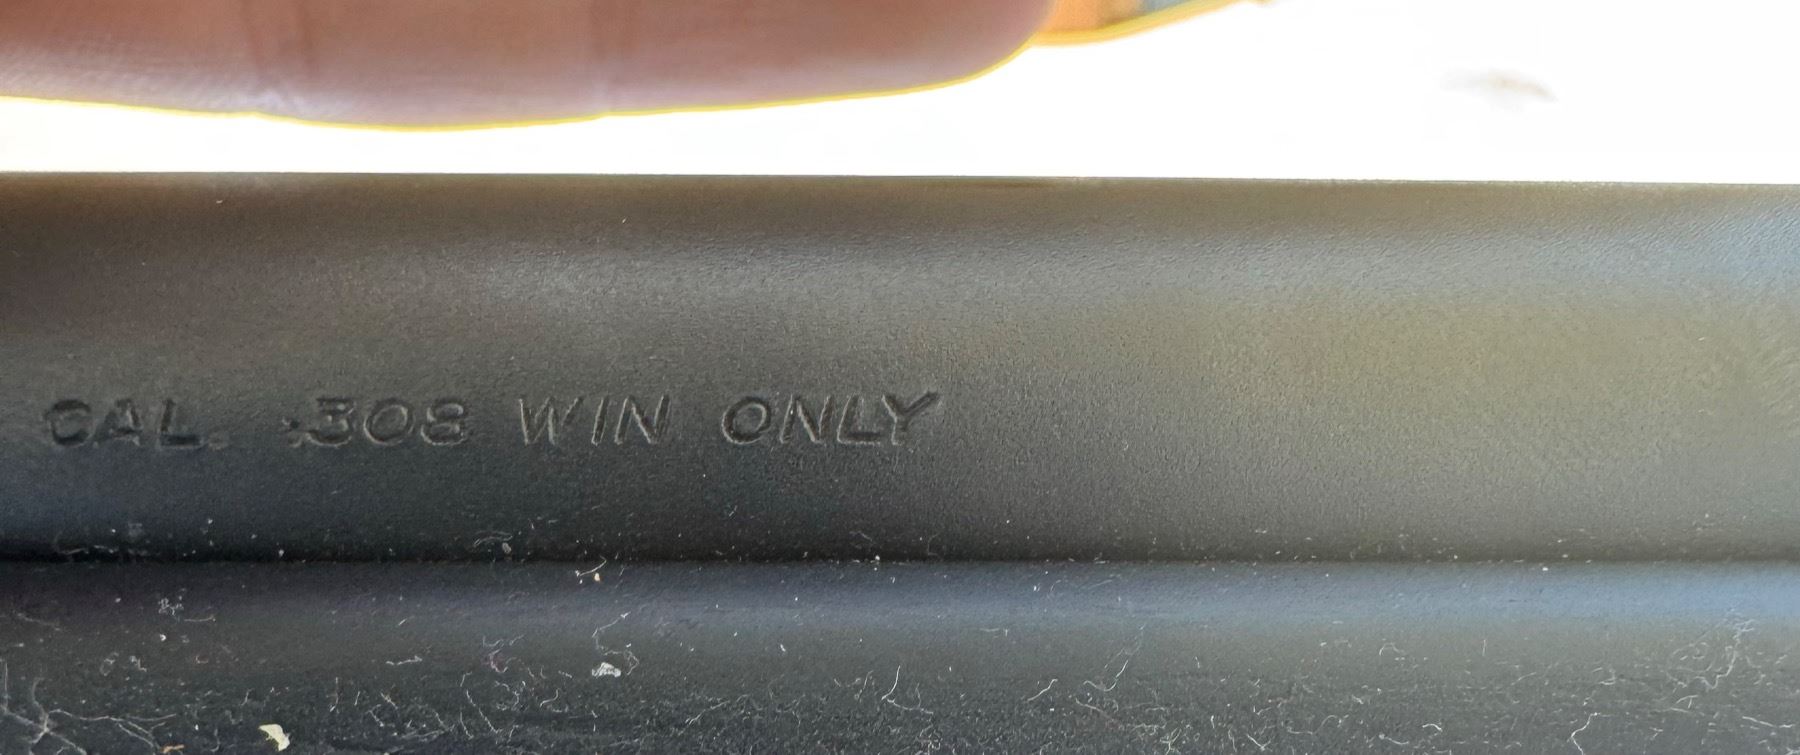 CAL. .308 WIN ONLY